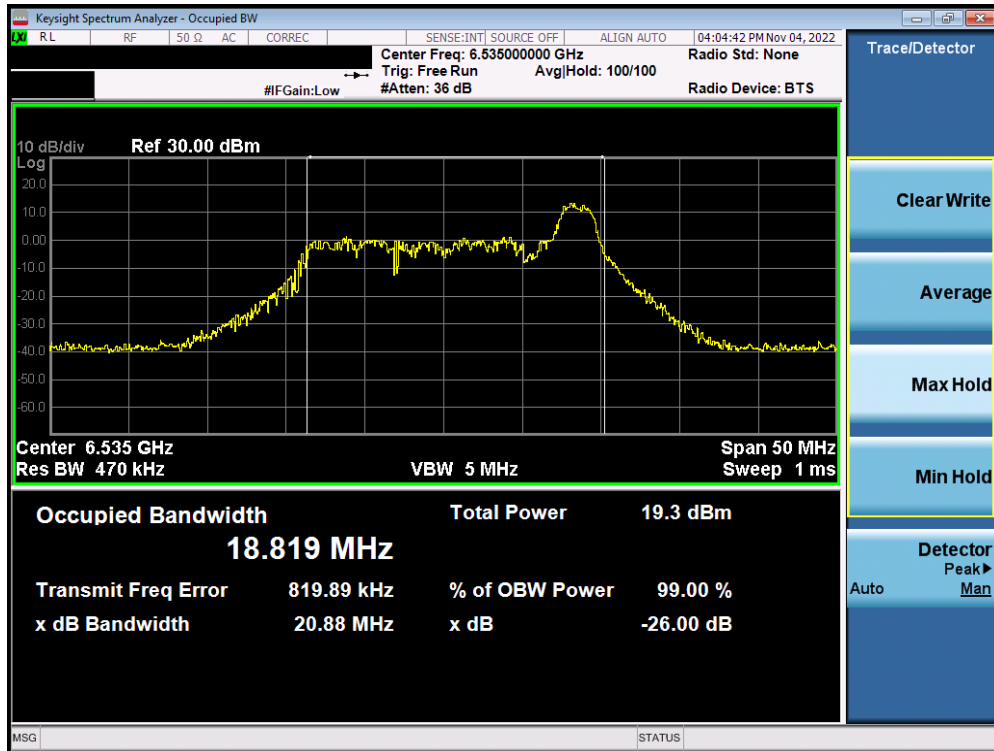 Keysight Spectrum Analyzer - Occupied BW
LXI RL RF 50 Ω AC CORREC SENSE:INT SOURCE OFF ALIGN AUTO 04:04:42 PM Nov 04, 2022
Center Freq: 6.535000000 GHz Radio Std: None
Trig: Free Run Avg|Hold: 100/100
#IFGain:Low #Atten: 36 dB Radio Device: BTS
10 dB/div Ref 30.00 dBm
Log
20.0
10.0
0.00
-10.0
-20.0
-30.0
-40.0
-50.0
-60.0
Center 6.535 GHz Span 50 MHz
Res BW 470 kHz VBW 5 MHz Sweep 1 ms
Occupied Bandwidth Total Power 19.3 dBm
18.819 MHz
Transmit Freq Error 819.89 kHz % of OBW Power 99.00 %
x dB Bandwidth 20.88 MHz x dB -26.00 dB
MSG STATUS
Trace/Detector
Clear Write
Average
Max Hold
Min Hold
Detector
Peak▶
Auto Man